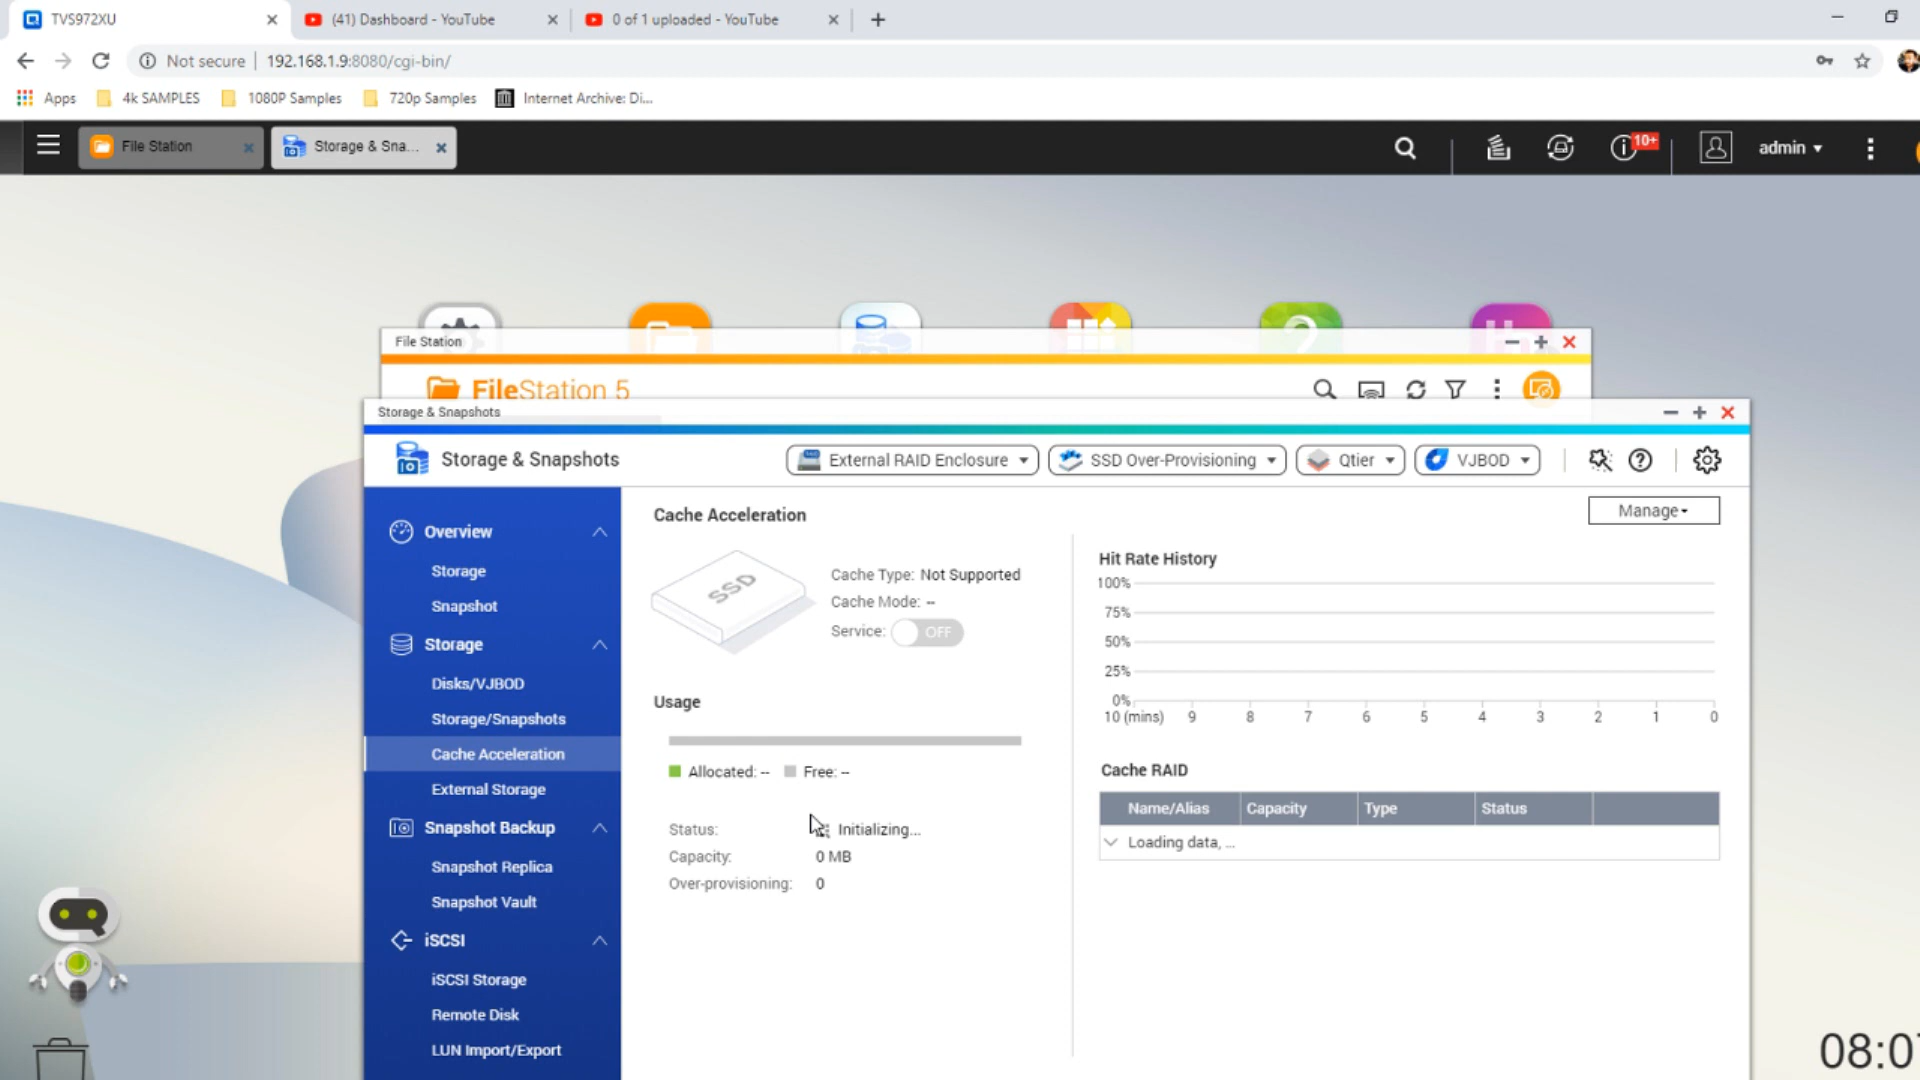 TVS972XU
(41) Dashboard - YouTube
0 of 1 uploaded - YouTube
Not secure
192.168.1.9:8080/cgi-bin/
Apps
4k SAMPLES
1080P Samples
720p Samples
Internet Archive: Di...
File Station
Storage & Sna...
10+
admin
File Station
FileStation 5
Storage & Snapshots
Storage & Snapshots
External RAID Enclosure
SSD Over-Provisioning
Qtier
VJBOD
Overview
Storage
Snapshot
Storage
Disks/VJBOD
Storage/Snapshots
Cache Acceleration
External Storage
Snapshot Backup
Snapshot Replica
Snapshot Vault
iSCSI
iSCSI Storage
Remote Disk
LUN Import/Export
Cache Acceleration
Manage
SSD
Cache Type: Not Supported
Cache Mode: --
Service: OFF
Usage
Allocated: -- Free: --
Status: Initializing...
Capacity: 0 MB
Over-provisioning: 0
Hit Rate History
100%
75%
50%
25%
0%
10 (mins) 9 8 7 6 5 4 3 2 1 0
Cache RAID
Name/Alias Capacity Type Status
Loading data, ...